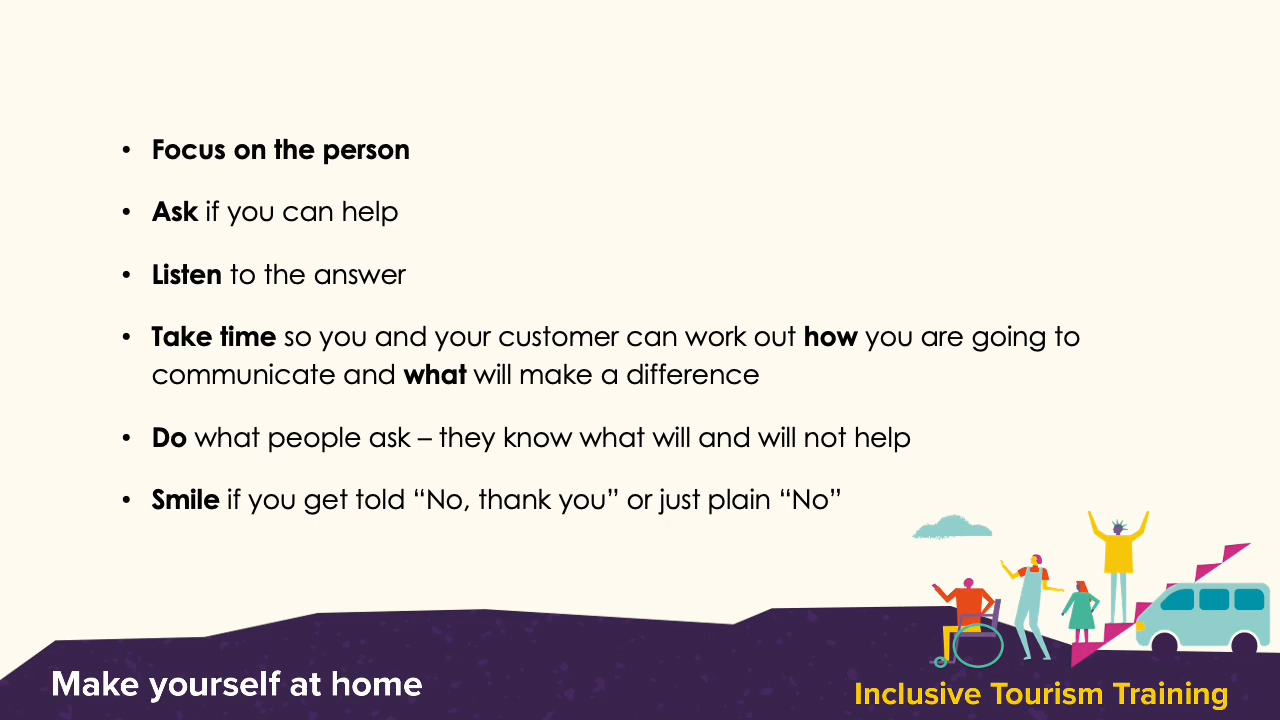 • Focus on the person
• Ask if you can help
• Listen to the answer
• Take time so you and your customer can work out how you are going to
communicate and what will make a difference
• Do what people ask – they know what will and will not help
• Smile if you get told “No, thank you” or just plain “No”
Make yourself at home
Inclusive Tourism Training